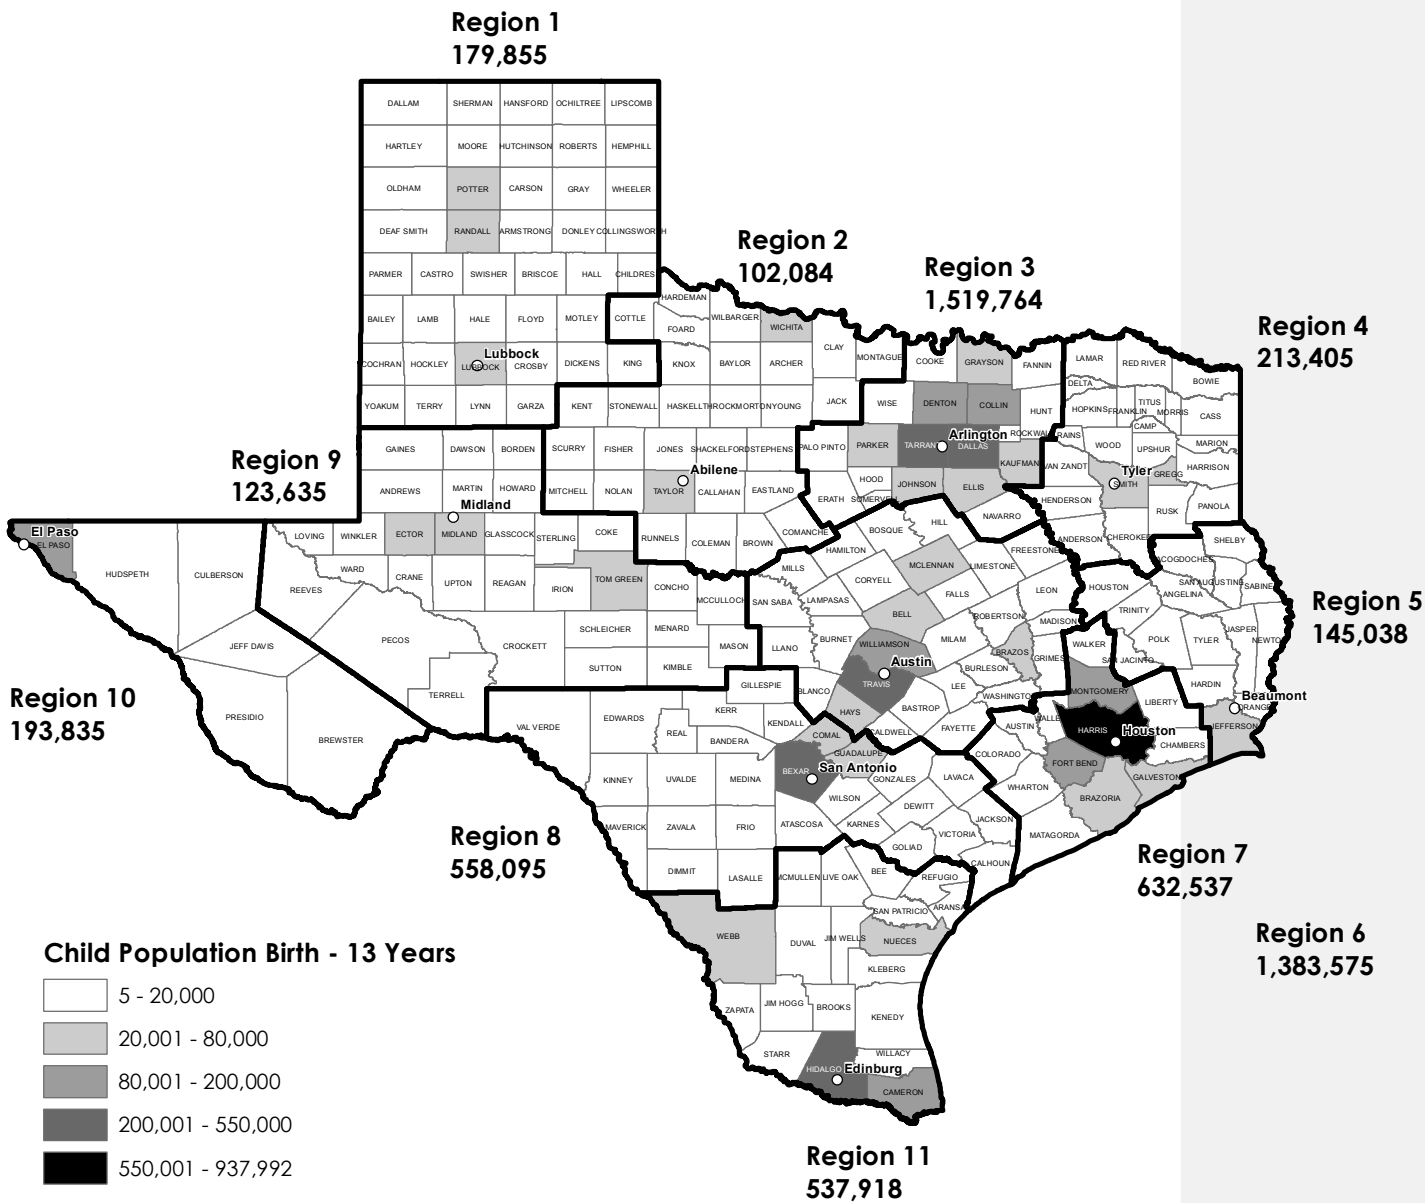 Region 1
179,855
DALLAM SHERMAN HANSFORD OCHILTREE LIPSCOMB
HARTLEY MOORE HUTCHINSON ROBERTS HEMPHILL
OLDHAM POTTER CARSON GRAY WHEELER
DEAF SMITH RANDALL ARMSTRONG DONLEY COLLINGSWORTH
PARMER CASTRO SWISHER BRISCOE HALL CHILDRES
BAILEY LAMB HALE FLOYD MOTLEY COTTLE
COCHRAN HOCKLEY LUBBOCK CROSBY DICKENS KING
Lubbock
YOAKUM TERRY LYNN GARZA KENT STONEWALL HASKELL THROCKMORTON YOUNG JACK
Region 2
102,084
HARDEMAN
FOARD WILBARGER WICHITA CLAY MONTAGUE
KNOX BAYLOR ARCHER
Region 3
1,519,764
COOKE GRAYSON FANNIN
WISE DENTON COLLIN HUNT
ROCKWAL
PALO PINTO PARKER TARRANT DALLAS KAUFMAN
Arlington
HOOD JOHNSON ELLIS
ERATH SOMERVELL NAVARRO
Region 4
213,405
LAMAR RED RIVER BOWIE
DELTA HOPKINS FRANKLIN TITUS MORRIS CASS
CAMP
RAINS WOOD UPSHUR MARION
VAN ZANDT SMITH GREGG HARRISON
Tyler
HENDERSON RUSK PANOLA
ANDERSON CHEROKEE
Region 9
123,635
GAINES DAWSON BORDEN SCURRY FISHER JONES SHACKELFORD STEPHENS
Abilene
ANDREWS MARTIN HOWARD MITCHELL NOLAN TAYLOR CALLAHAN EASTLAND
Midland
LOVING WINKLER ECTOR MIDLAND GLASSCOCK STERLING COKE RUNNELS COLEMAN BROWN COMANCHE
WARD CRANE UPTON REAGAN IRION TOM GREEN CONCHO
REEVES MCCULLOCH
PECOS CROCKETT SCHLEICHER MENARD MASON
SUTTON KIMBLE
TERRELL
El Paso
EL PASO
HUDSPETH CULBERSON
JEFF DAVIS
PRESIDIO BREWSTER
Region 10
193,835
BOSQUE HILL
HAMILTON FREESTONE
MILLS MCLENNAN LIMESTONE
CORYELL
SAN SABA LAMPASAS BELL FALLS LEON
ROBERTSON MADISON
LLANO BURNET WILLIAMSON MILAM BRAZOS GRIMES
Austin
TRAVIS BURLESON
BLANCO LEE WASHINGTON
HAYS BASTROP
CALDWELL FAYETTE
SHELBY
NACOGDOCHES
HOUSTON SAN AUGUSTINE SABINE
ANGELINA
TRINITY
POLK TYLER JASPER NEWTO
HARDIN
Beaumont
ORANGE
JEFFERSON
Region 5
145,038
WALKER SAN JACINTO
MONTGOMERY LIBERTY
AUSTIN WALLE HARRIS CHAMBERS
Houston
COLORADO FORT BEND GALVESTON
WHARTON BRAZORIA
MATAGORDA
GILLESPIE
VAL VERDE EDWARDS KERR KENDALL COMAL
REAL BANDERA GUADALUPE
San Antonio
KINNEY UVALDE MEDINA BEXAR GONZALES LAVACA
WILSON DEWITT
MAVERICK ZAVALA FRIO ATASCOSA KARNES VICTORIA JACKSON
GOLIAD
DIMMIT LASALLE CALHOUN
Region 8
558,095
Region 7
632,537
Region 6
1,383,575
MCMULLEN LIVE OAK BEE REFUGIO
SAN PATRICIO ARANSA
WEBB DUVAL JIM WELLS NUECES
KLEBERG
ZAPATA JIM HOGG BROOKS KENEDY
STARR WILLACY
HIDALGO Edinburg
CAMERON
Region 11
537,918
Child Population Birth - 13 Years
5 - 20,000
20,001 - 80,000
80,001 - 200,000
200,001 - 550,000
550,001 - 937,992